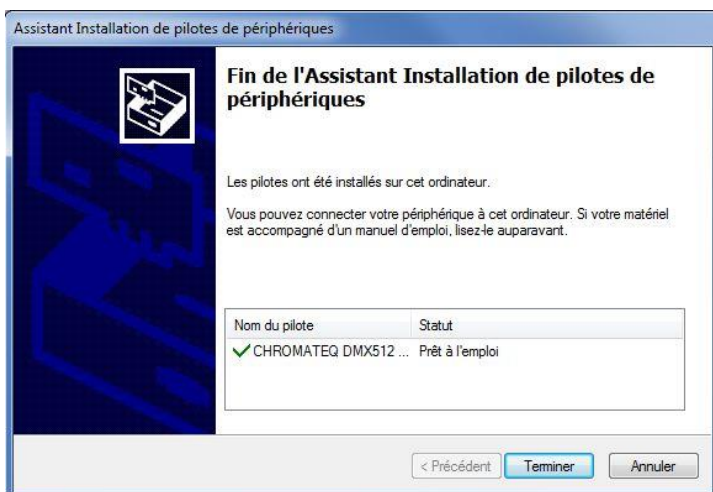 Assistant Installation de pilotes de périphériques
Fin de l'Assistant Installation de pilotes de
périphériques
Les pilotes ont été installés sur cet ordinateur.
Vous pouvez connecter votre périphérique à cet ordinateur. Si votre matériel
est accompagné d'un manuel d'emploi, lisez-le auparavant.
Nom du pilote Statut
CHROMATEQ DMX512 ... Prêt à l'emploi
< Précédent Terminer Annuler